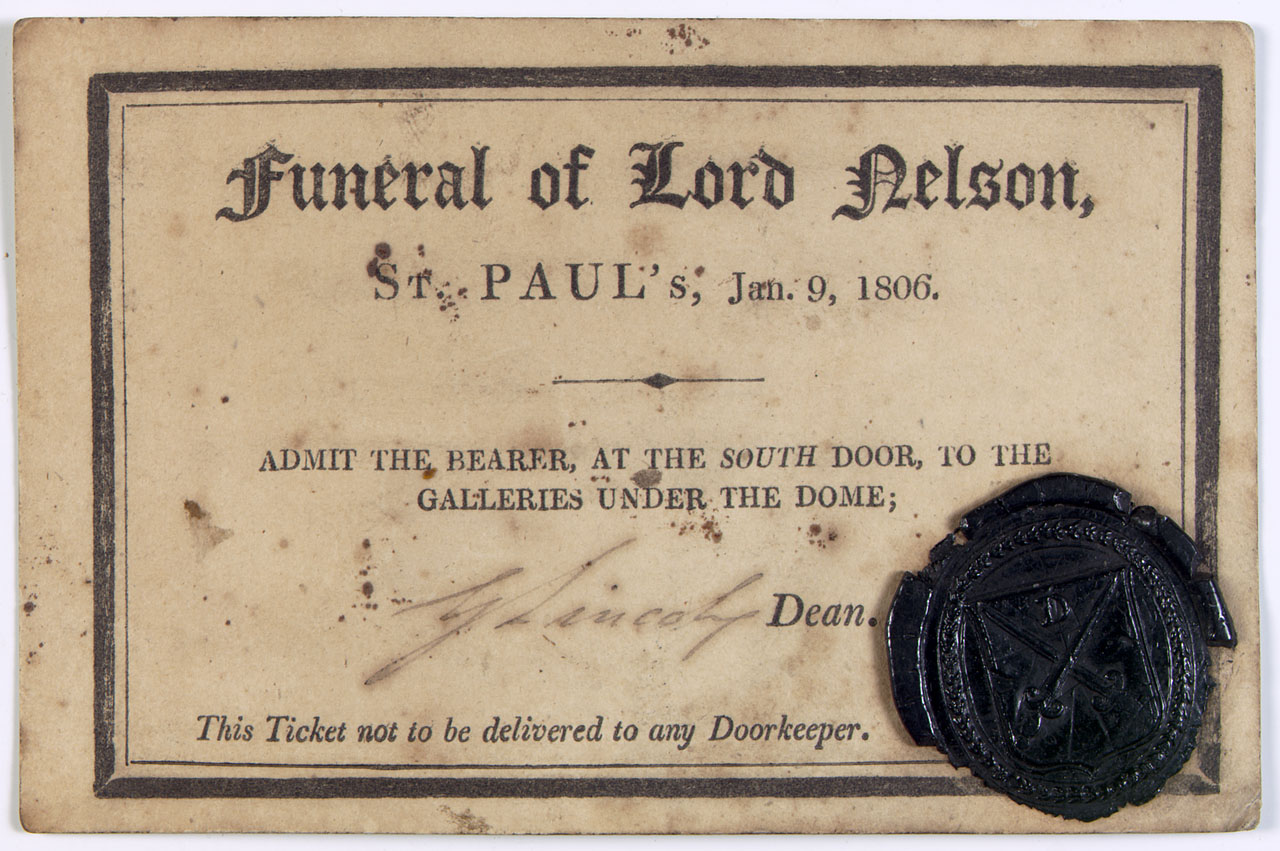 Funeral of Lord Nelson,
St. PAUL's, Jan. 9, 1806.
ADMIT THE BEARER, AT THE SOUTH DOOR, TO THE
GALLERIES UNDER THE DOME;
G Lincoln Dean.
This Ticket not to be delivered to any Doorkeeper.
D